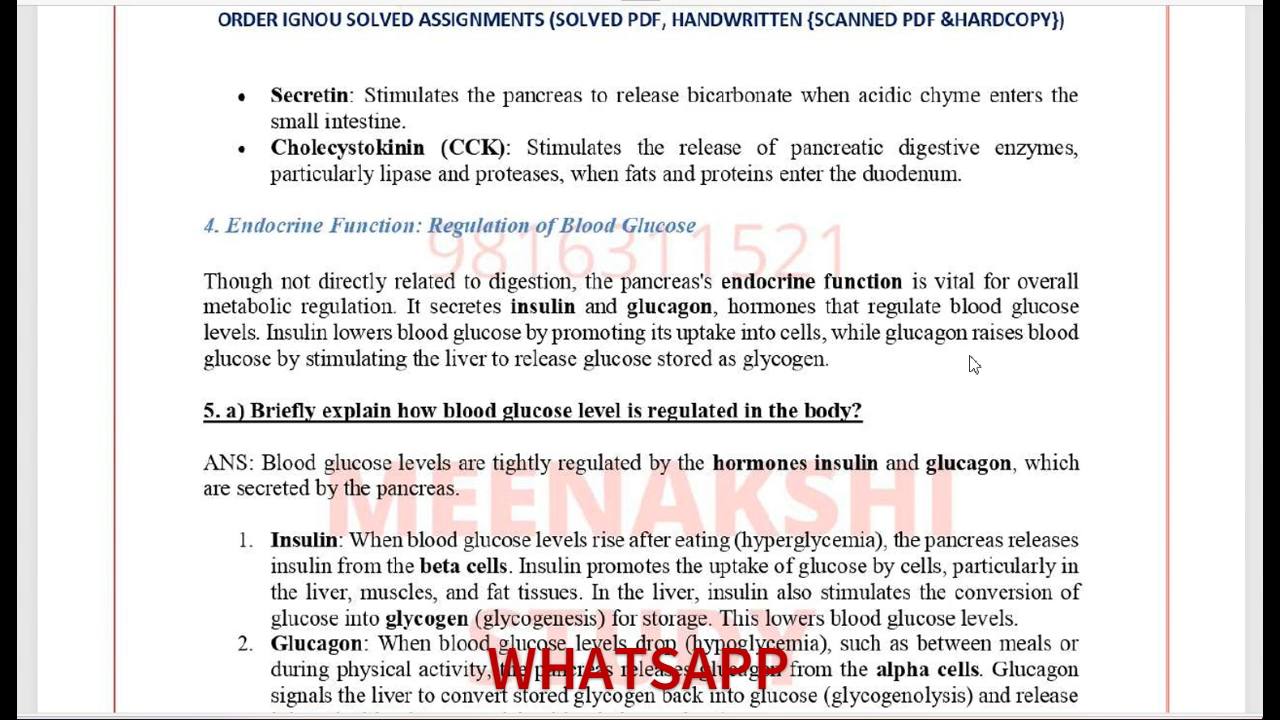 ORDER IGNOU SOLVED ASSIGNMENTS (SOLVED PDF, HANDWRITTEN {SCANNED PDF &HARDCOPY})
• Secretin: Stimulates the pancreas to release bicarbonate when acidic chyme enters the
small intestine.
• Cholecystokinin (CCK): Stimulates the release of pancreatic digestive enzymes,
particularly lipase and proteases, when fats and proteins enter the duodenum.
4. Endocrine Function: Regulation of Blood Glucose
9816311521
Though not directly related to digestion, the pancreas's endocrine function is vital for overall
metabolic regulation. It secretes insulin and glucagon, hormones that regulate blood glucose
levels. Insulin lowers blood glucose by promoting its uptake into cells, while glucagon raises blood
glucose by stimulating the liver to release glucose stored as glycogen.
5. a) Briefly explain how blood glucose level is regulated in the body?
ANS: Blood glucose levels are tightly regulated by the hormones insulin and glucagon, which
are secreted by the pancreas.
MEENAKSHI
1. Insulin: When blood glucose levels rise after eating (hyperglycemia), the pancreas releases
insulin from the beta cells. Insulin promotes the uptake of glucose by cells, particularly in
the liver, muscles, and fat tissues. In the liver, insulin also stimulates the conversion of
glucose into glycogen (glycogenesis) for storage. This lowers blood glucose levels.
STUDY
2. Glucagon: When blood glucose levels drop (hypoglycemia), such as between meals or
during physical activity, the pancreas releases glucagon from the alpha cells. Glucagon
WHATSAPP
signals the liver to convert stored glycogen back into glucose (glycogenolysis) and release